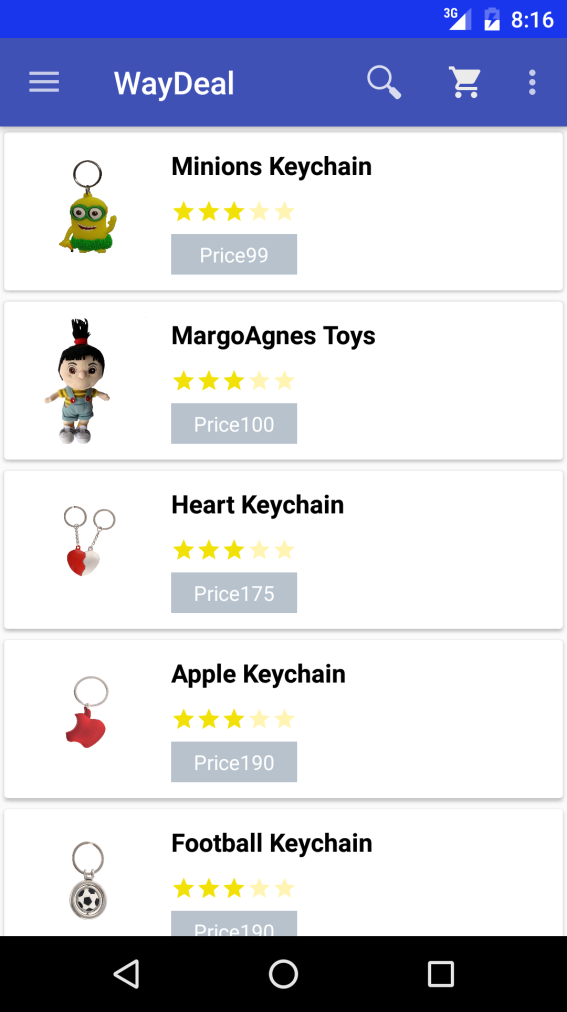 3G 8:16
WayDeal
Minions Keychain
Price99
MargoAgnes Toys
Price100
Heart Keychain
Price175
Apple Keychain
Price190
Football Keychain
Price190